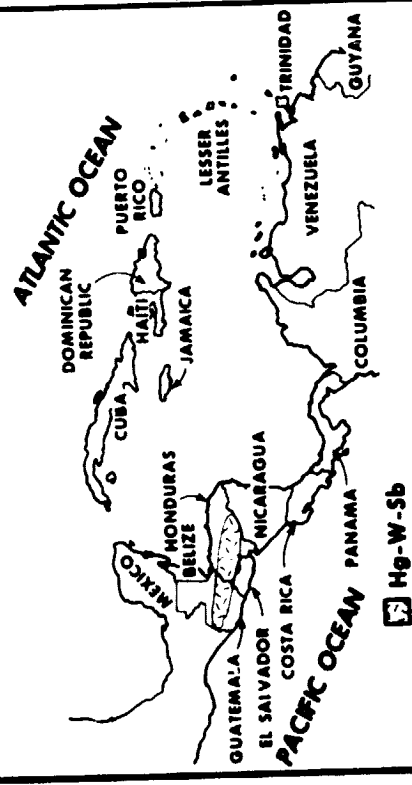 ATLANTIC OCEAN
DOMINICAN
REPUBLIC
PUERTO
RICO
CUBA
HAITI
JAMAICA
LESSER
ANTILLES
TRINIDAD
GUYANA
VENEZUELA
COLUMBIA
MEXICO
HONDURAS
BELIZE
NICARAGUA
GUATEMALA
EL SALVADOR
COSTA RICA
PANAMA
PACIFIC OCEAN
Hg-W-Sb